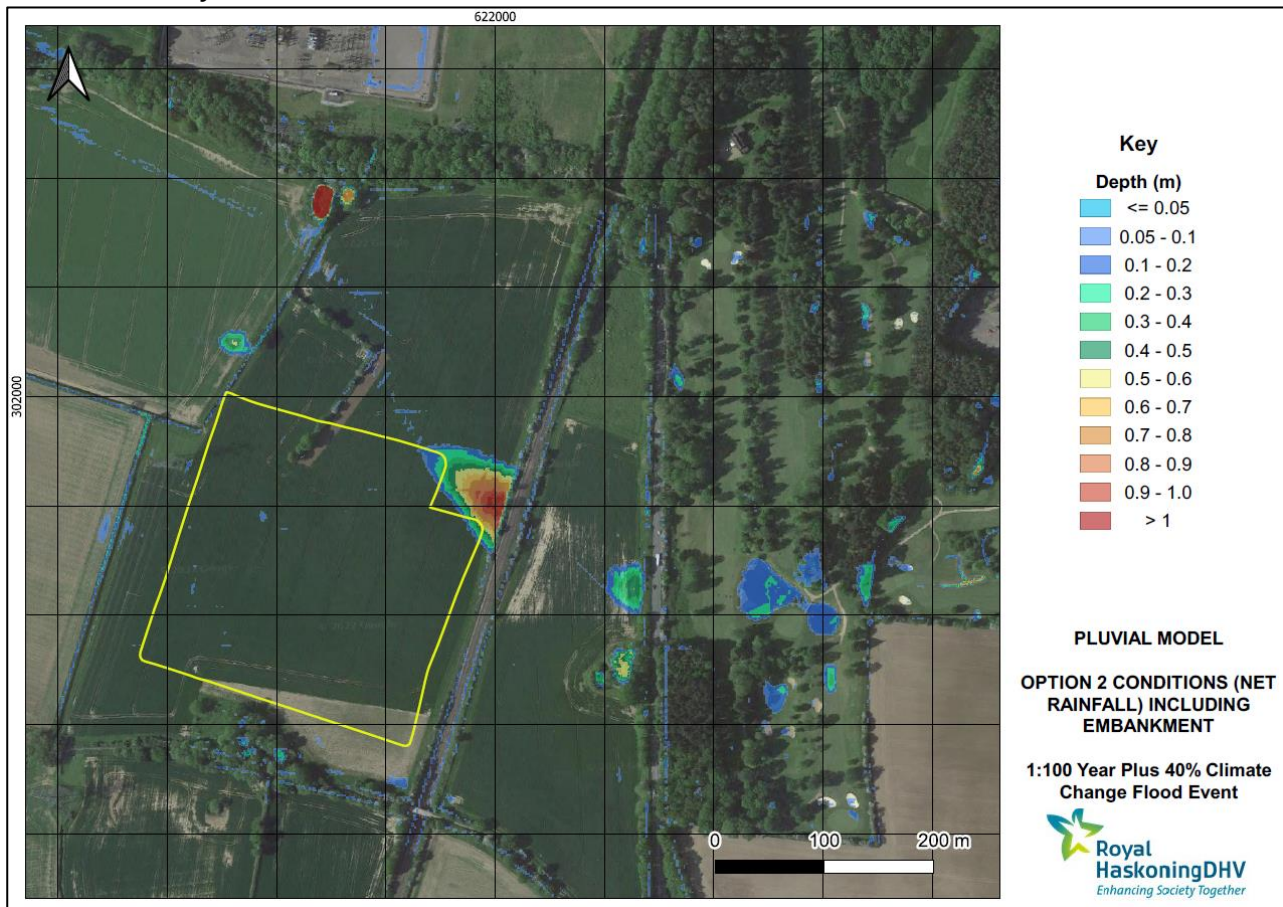 622000
302000
Key
Depth (m)
<= 0.05
0.05 - 0.1
0.1 - 0.2
0.2 - 0.3
0.3 - 0.4
0.4 - 0.5
0.5 - 0.6
0.6 - 0.7
0.7 - 0.8
0.8 - 0.9
0.9 - 1.0
> 1
PLUVIAL MODEL
OPTION 2 CONDITIONS (NET
RAINFALL) INCLUDING
EMBANKMENT
1:100 Year Plus 40% Climate
Change Flood Event
0 100 200 m
Royal
HaskoningDHV
Enhancing Society Together